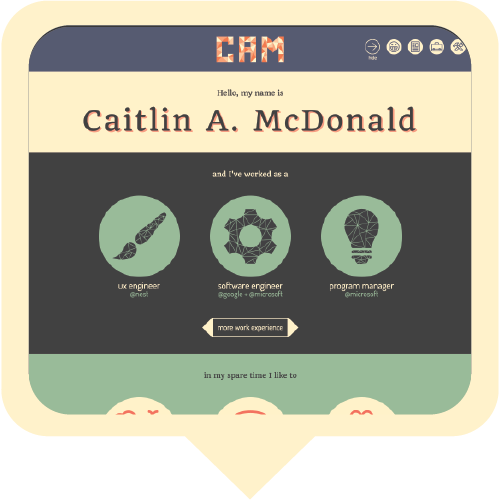 CAM
hide
Hello, my name is
Caitlin A. McDonald
and I've worked as a
ux engineer
@nest
software engineer
@google + @microsoft
program manager
@microsoft
more work experience
in my spare time I like to